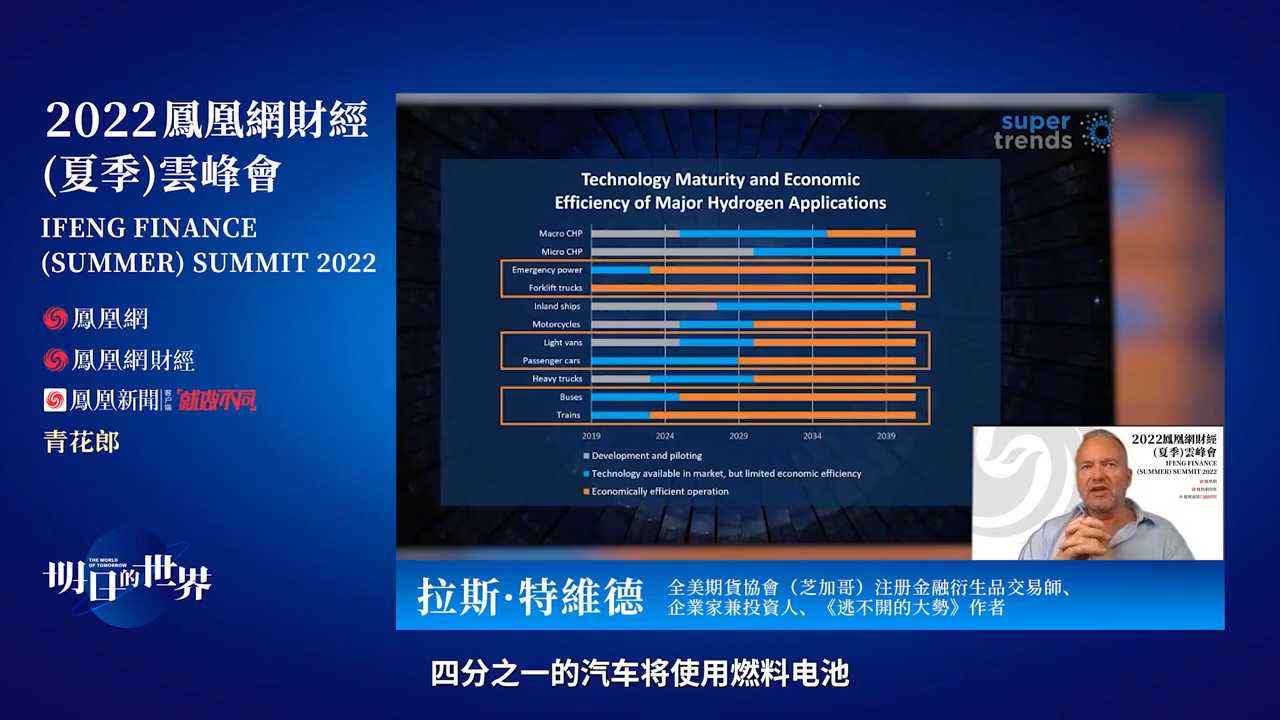 2022鳳凰網財經
(夏季)雲峰會
IFENG FINANCE
(SUMMER) SUMMIT 2022
鳳凰網
鳳凰網財經
鳳凰新聞 客户端 就做不同
青花郎
THE WORLD
OF TOMORROW
明日的世界
super
trends
Technology Maturity and Economic
Efficiency of Major Hydrogen Applications
Macro CHP
Micro CHP
Emergency power
Forklift trucks
Inland ships
Motorcycles
Light vans
Passenger cars
Heavy trucks
Buses
Trains
2019 2024 2029 2034 2039
Development and piloting
Technology available in market, but limited economic efficiency
Economically efficient operation
2022鳳凰網財經
(夏季)雲峰會
IFENG FINANCE
(SUMMER) SUMMIT 2022
拉斯·特維德
全美期貨協會（芝加哥）注册金融衍生品交易師、
企業家兼投資人、《逃不開的大勢》作者
四分之一的汽车将使用燃料电池